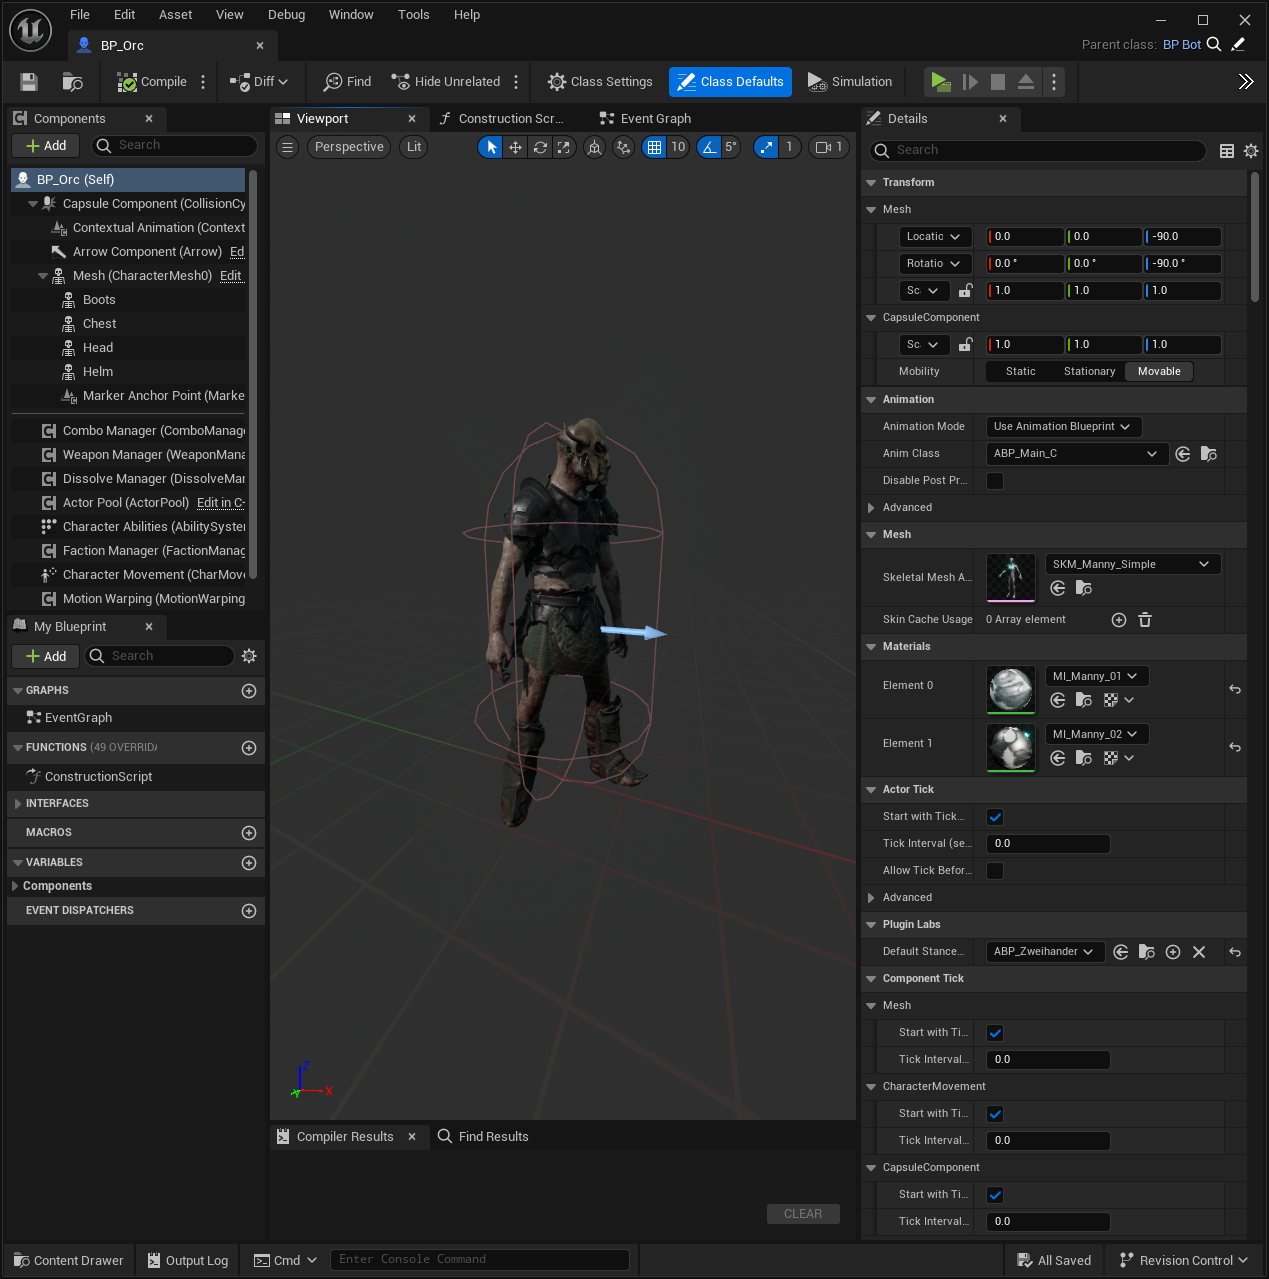 File Edit Asset View Debug Window Tools Help
BP_Orc
Parent class: BP Bot
Compile Diff Find Hide Unrelated Class Settings Class Defaults Simulation
Components
Add Search
BP_Orc (Self)
Capsule Component (CollisionCy
Contextual Animation (Context
Arrow Component (Arrow) Ed
Mesh (CharacterMesh0) Edit
Boots
Chest
Head
Helm
Marker Anchor Point (Marke
Combo Manager (ComboManage
Weapon Manager (WeaponMana
Dissolve Manager (DissolveMar
Actor Pool (ActorPool) Edit in C-
Character Abilities (AbilitySyster
Faction Manager (FactionManag
Character Movement (CharMove
Motion Warping (MotionWarping
My Blueprint
Add Search
GRAPHS
EventGraph
FUNCTIONS (49 OVERRIDA
ConstructionScript
INTERFACES
MACROS
VARIABLES
Components
EVENT DISPATCHERS
Viewport Construction Scr... Event Graph
Perspective Lit 10 5° 1 1
Z
X
Y
Compiler Results Find Results
CLEAR
Details
Search
Transform
Mesh
Locatic 0.0 0.0 -90.0
Rotatio 0.0 ° 0.0 ° -90.0 °
Sc 1.0 1.0 1.0
CapsuleComponent
Sc 1.0 1.0 1.0
Mobility Static Stationary Movable
Animation
Animation Mode Use Animation Blueprint
Anim Class ABP_Main_C
Disable Post Pr...
Advanced
Mesh
Skeletal Mesh A... SKM_Manny_Simple
Skin Cache Usage 0 Array element
Materials
Element 0 MI_Manny_01
Element 1 MI_Manny_02
Actor Tick
Start with Tick...
Tick Interval (se... 0.0
Allow Tick Befor...
Advanced
Plugin Labs
Default Stance... ABP_Zweihander
Component Tick
Mesh
Start with Ti...
Tick Interval... 0.0
CharacterMovement
Start with Ti...
Tick Interval... 0.0
CapsuleComponent
Start with Ti...
Tick Interval... 0.0
Content Drawer Output Log Cmd Enter Console Command All Saved Revision Control